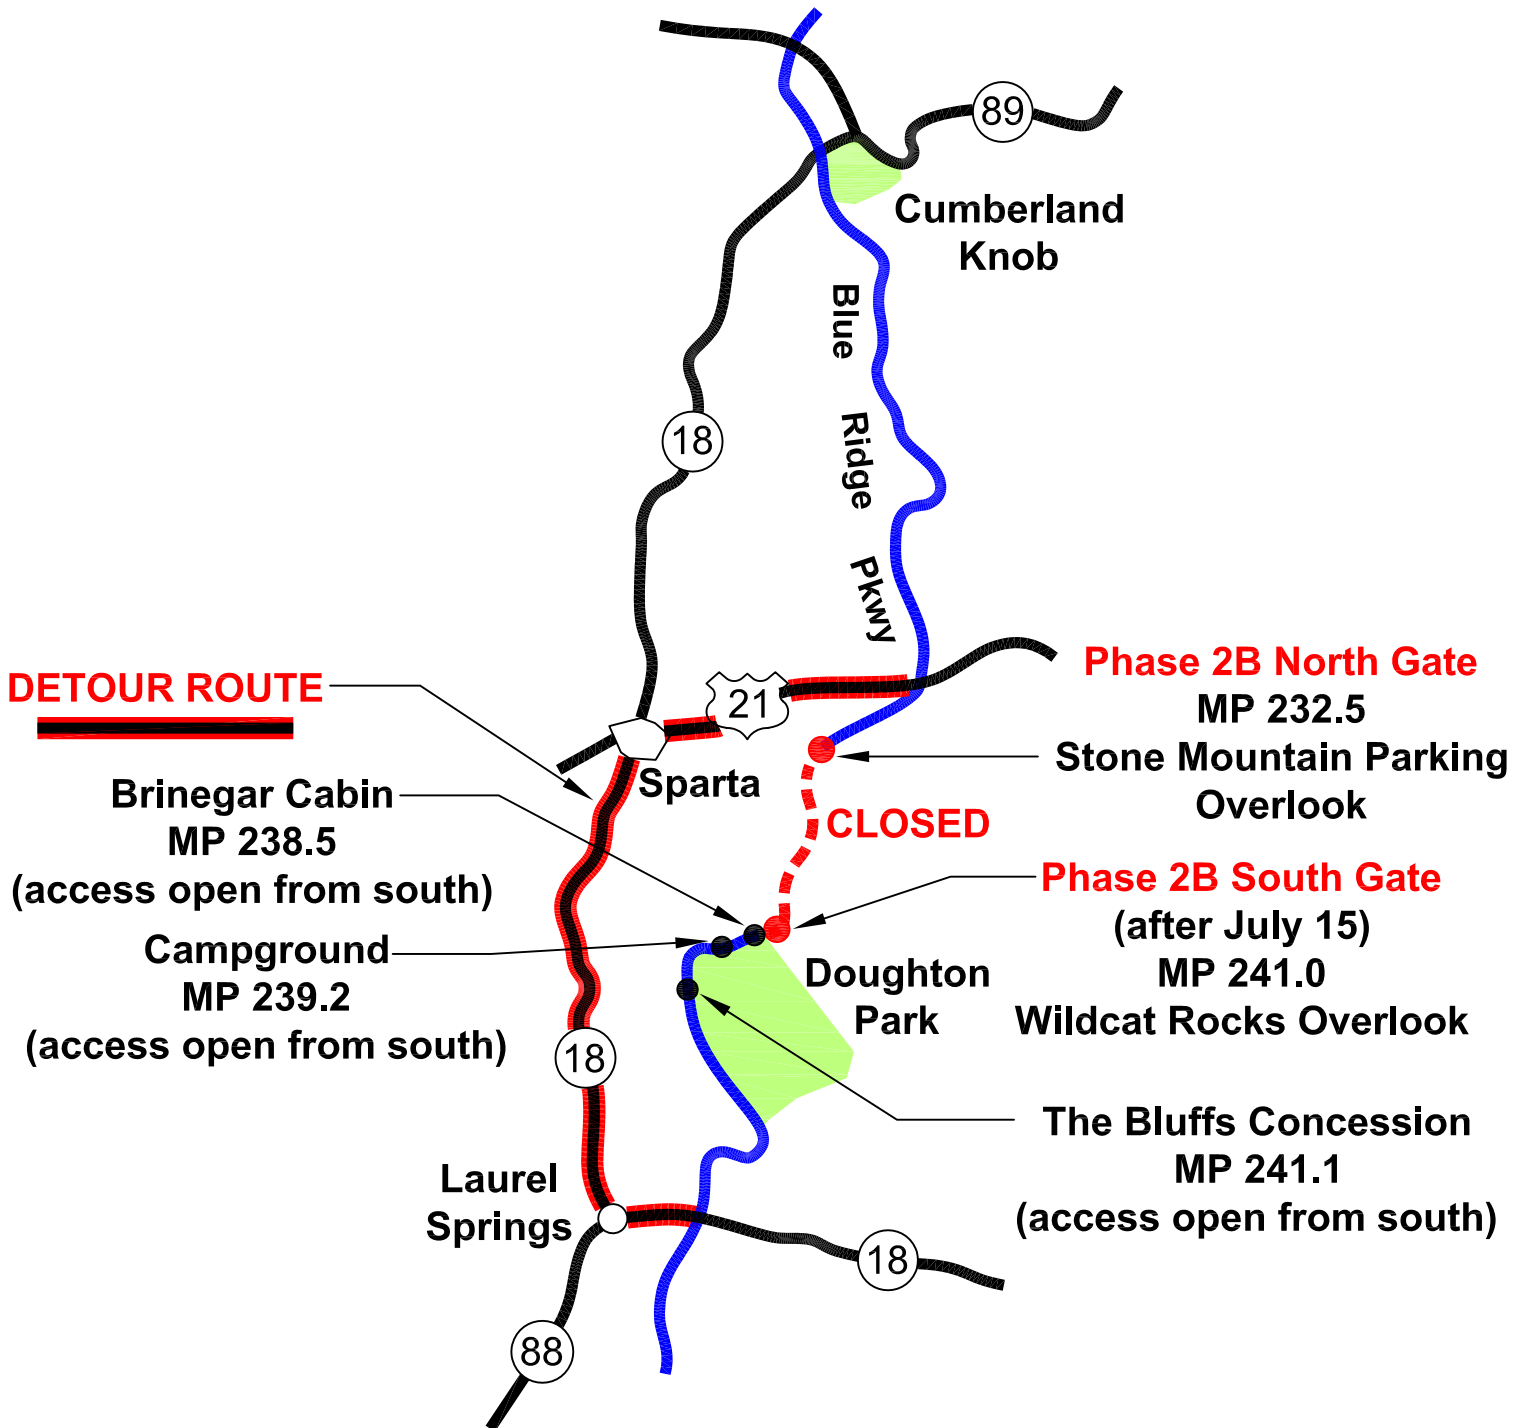 89
Cumberland
Knob
Blue
Ridge
Pkwy
18
DETOUR ROUTE
21
Sparta
Phase 2B North Gate
MP 232.5
Stone Mountain Parking
Overlook
Brinegar Cabin
MP 238.5
(access open from south)
CLOSED
Phase 2B South Gate
(after July 15)
MP 241.0
Wildcat Rocks Overlook
Campground
MP 239.2
(access open from south)
Doughton
Park
18
The Bluffs Concession
MP 241.1
(access open from south)
Laurel
Springs
18
88